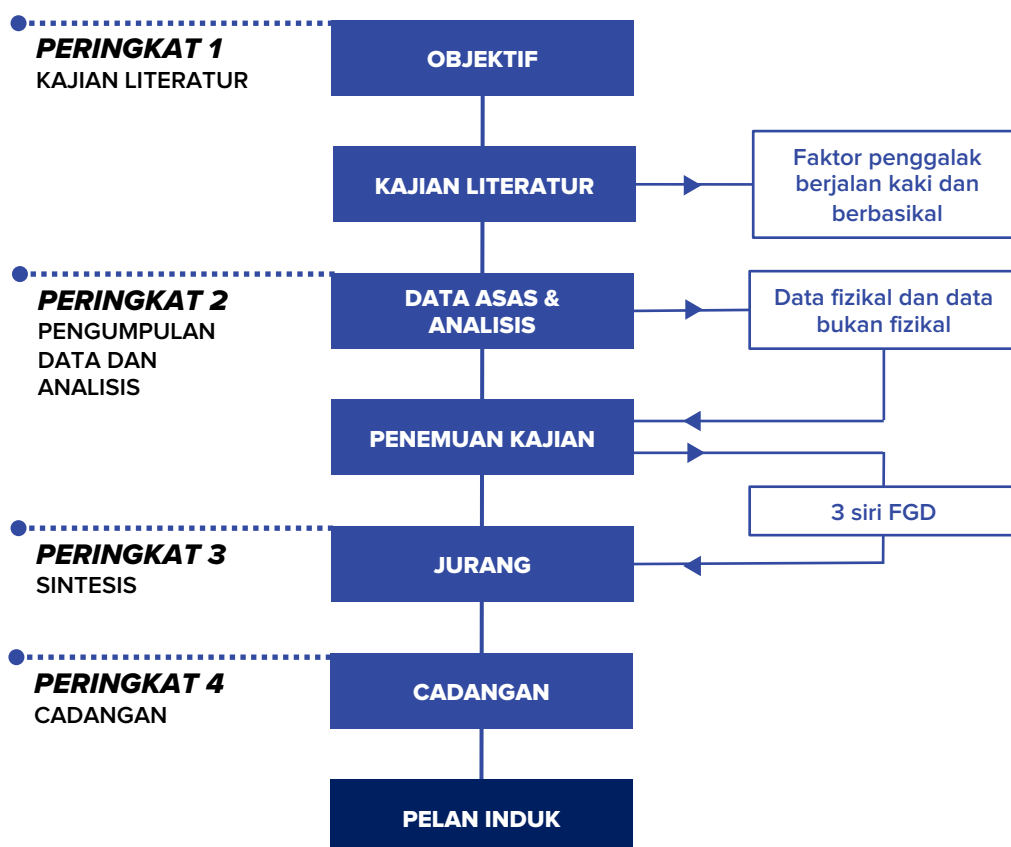 PERINGKAT 1
KAJIAN LITERATUR
OBJEKTIF
KAJIAN LITERATUR
Faktor penggalak
berjalan kaki dan
berbasikal
PERINGKAT 2
PENGUMPULAN
DATA DAN
ANALISIS
DATA ASAS &
ANALISIS
Data fizikal dan data
bukan fizikal
PENEMUAN KAJIAN
3 siri FGD
PERINGKAT 3
SINTESIS
JURANG
PERINGKAT 4
CADANGAN
CADANGAN
PELAN INDUK